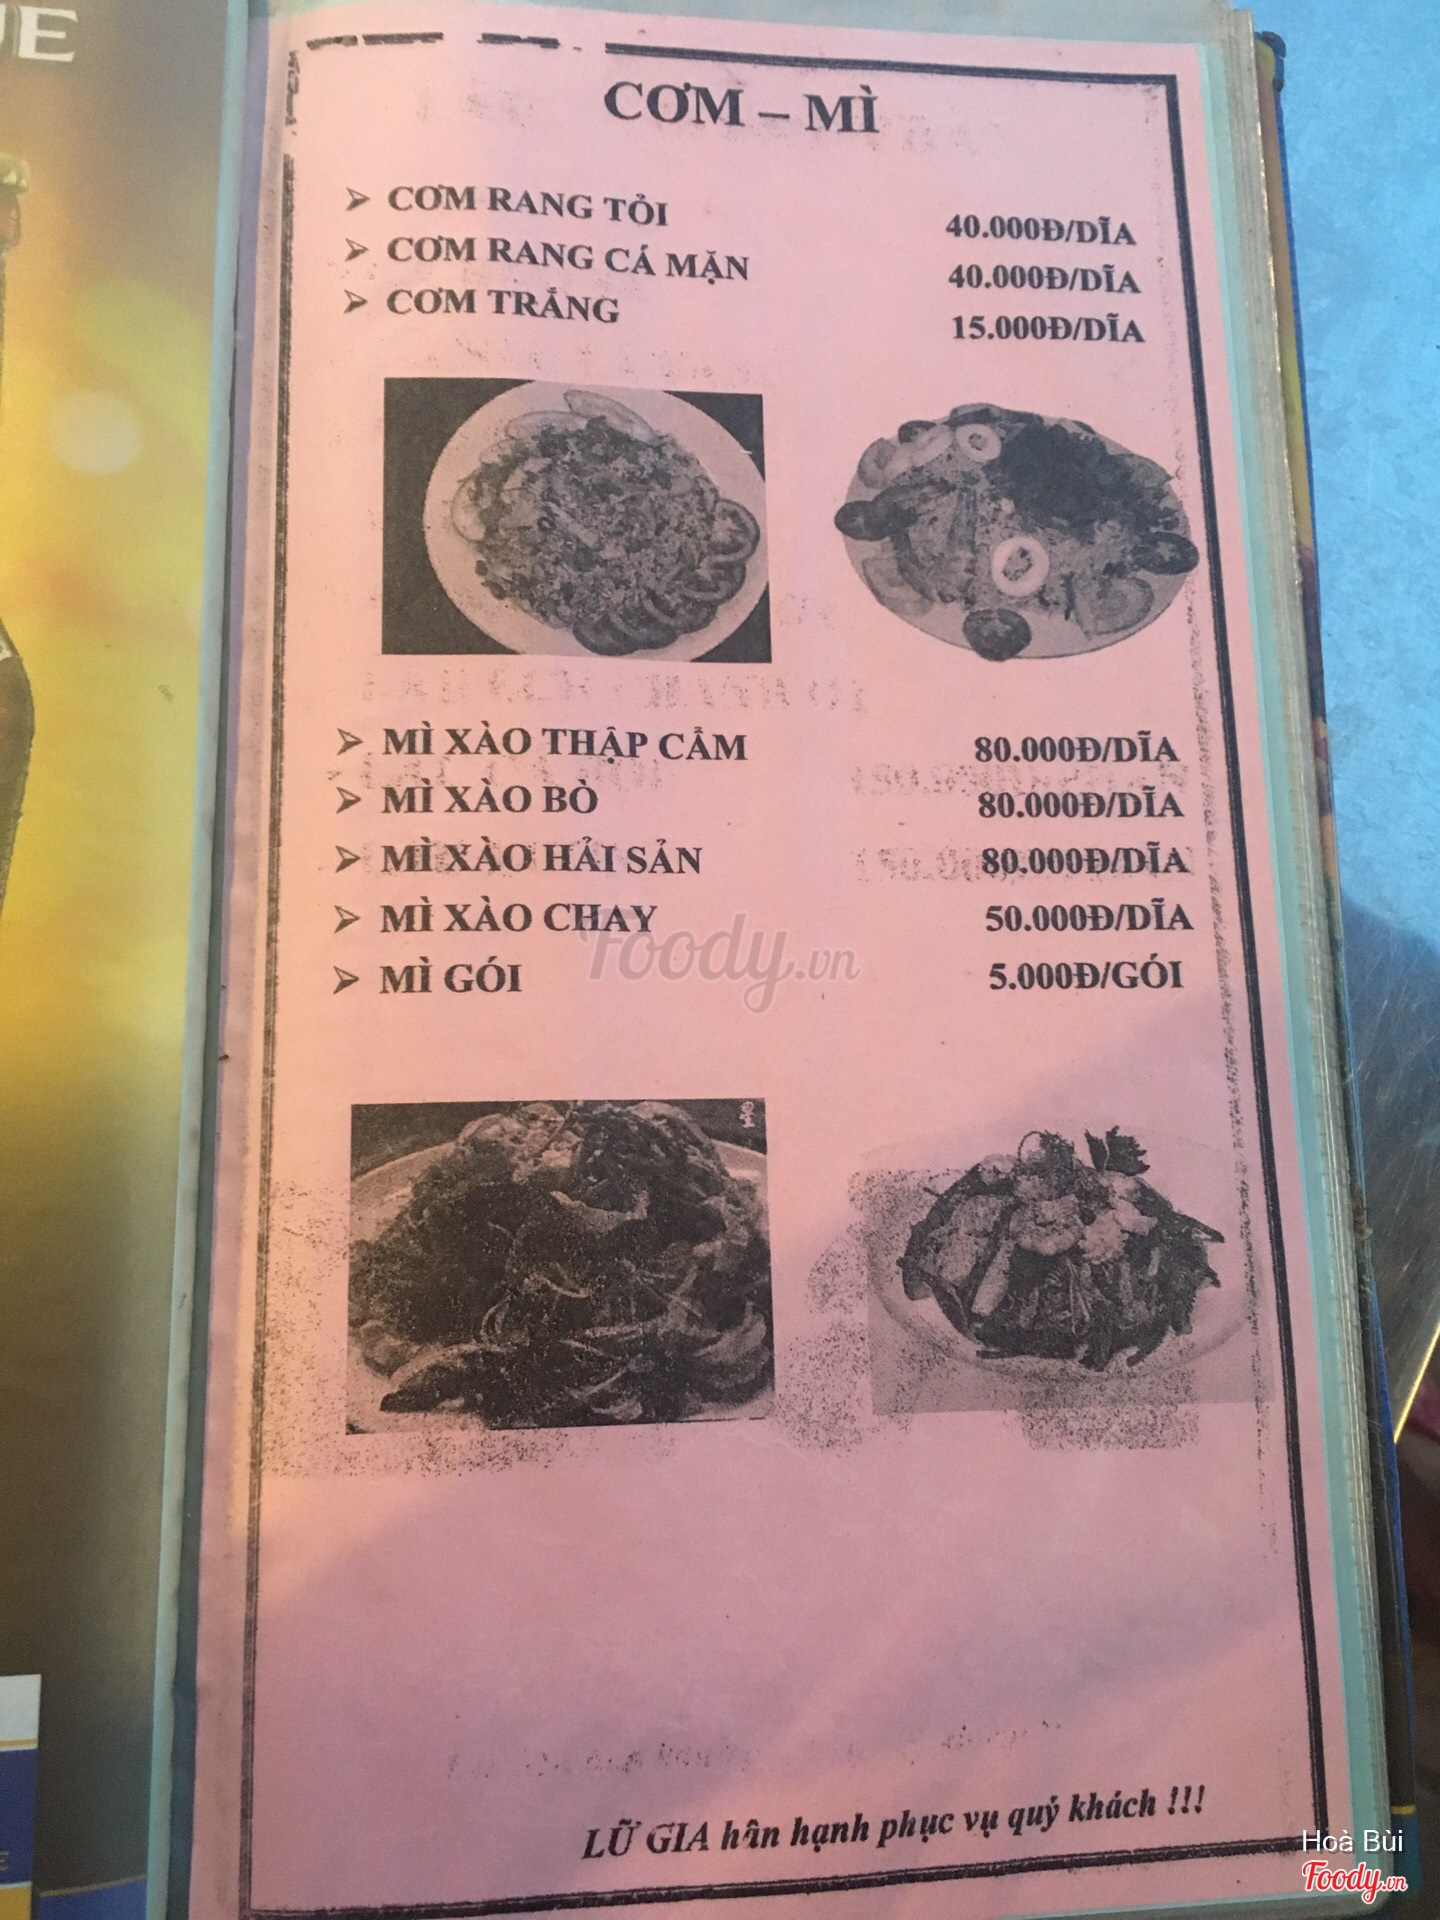 UE
CƠM – MÌ
➢ CƠM RANG TỎI 40.000Đ/DĨA
➢ CƠM RANG CÁ MẶN 40.000Đ/DĨA
➢ CƠM TRẮNG 15.000Đ/DĨA
➢ MÌ XÀO THẬP CẨM 80.000Đ/DĨA
➢ MÌ XÀO BÒ 80.000Đ/DĨA
➢ MÌ XÀO HẢI SẢN 80.000Đ/DĨA
➢ MÌ XÀO CHAY 50.000Đ/DĨA
➢ MÌ GÓI 5.000Đ/GÓI
Foody.vn
LỮ GIA hân hạnh phục vụ quý khách !!!
Hoà Bùi
Foody.vn